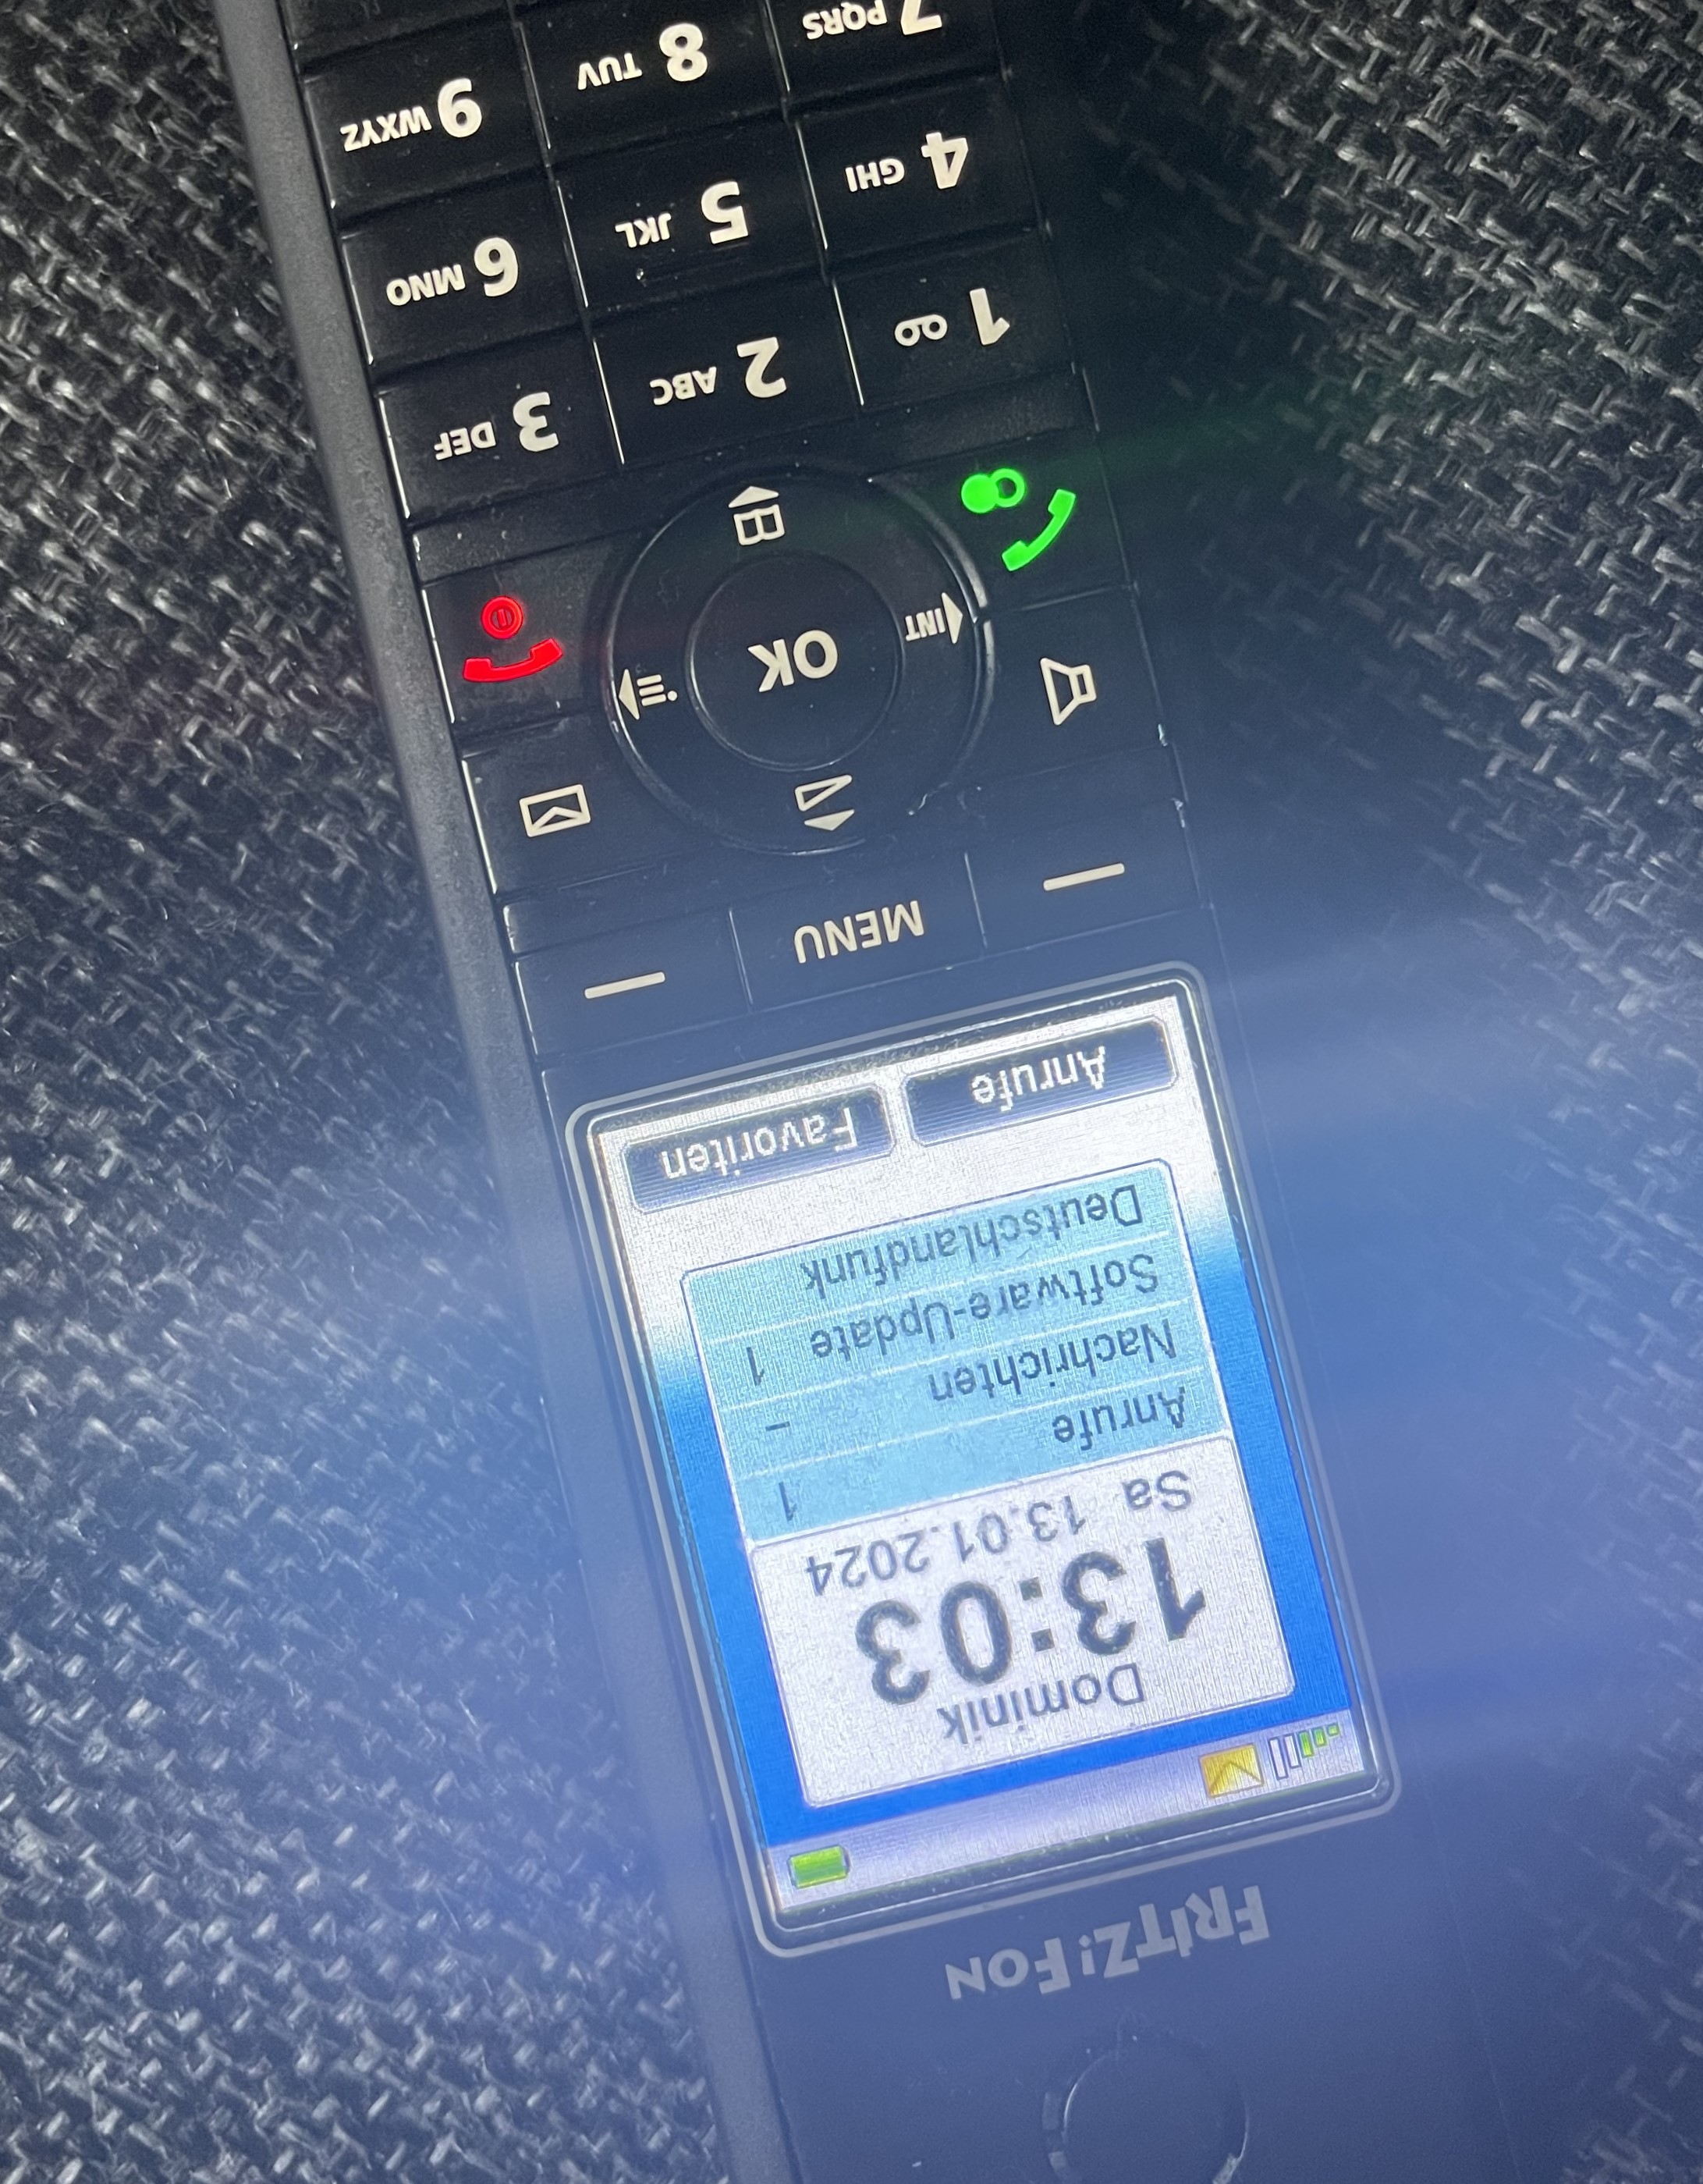 FRITZ! FON
Dominik
13:03
Sa 13.01.2024
Anrufe 1
Nachrichten –
Software-Update 1
Deutschlandfunk
Anrufe Favoriten
MENU
INT OK
1 2 ABC 3 DEF
4 GHI 5 JKL 6 MNO
7 PQRS 8 TUV 9 WXYZ